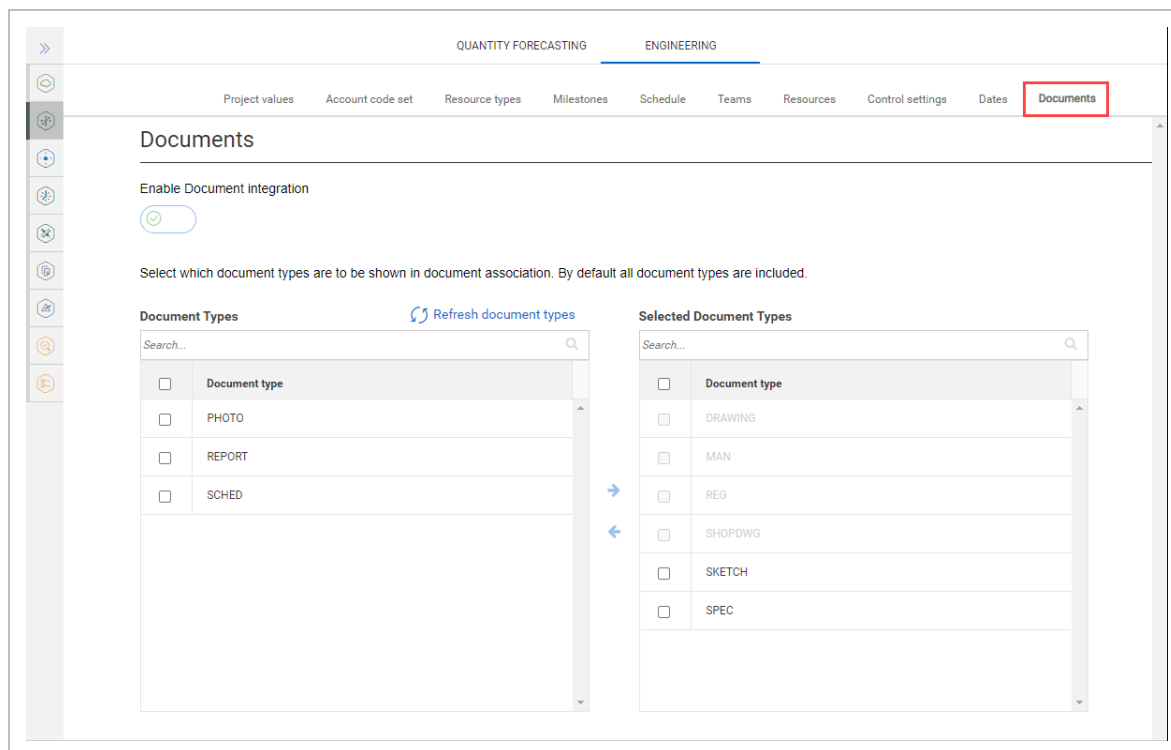 QUANTITY FORECASTING ENGINEERING
Project values Account code set Resource types Milestones Schedule Teams Resources Control settings Dates Documents
Documents
Enable Document integration
Select which document types are to be shown in document association. By default all document types are included.
Document Types Refresh document types Selected Document Types
Search... Search...
Document type Document type
PHOTO DRAWING
REPORT MAN
SCHED REG
SHOPDWG
SKETCH
SPEC